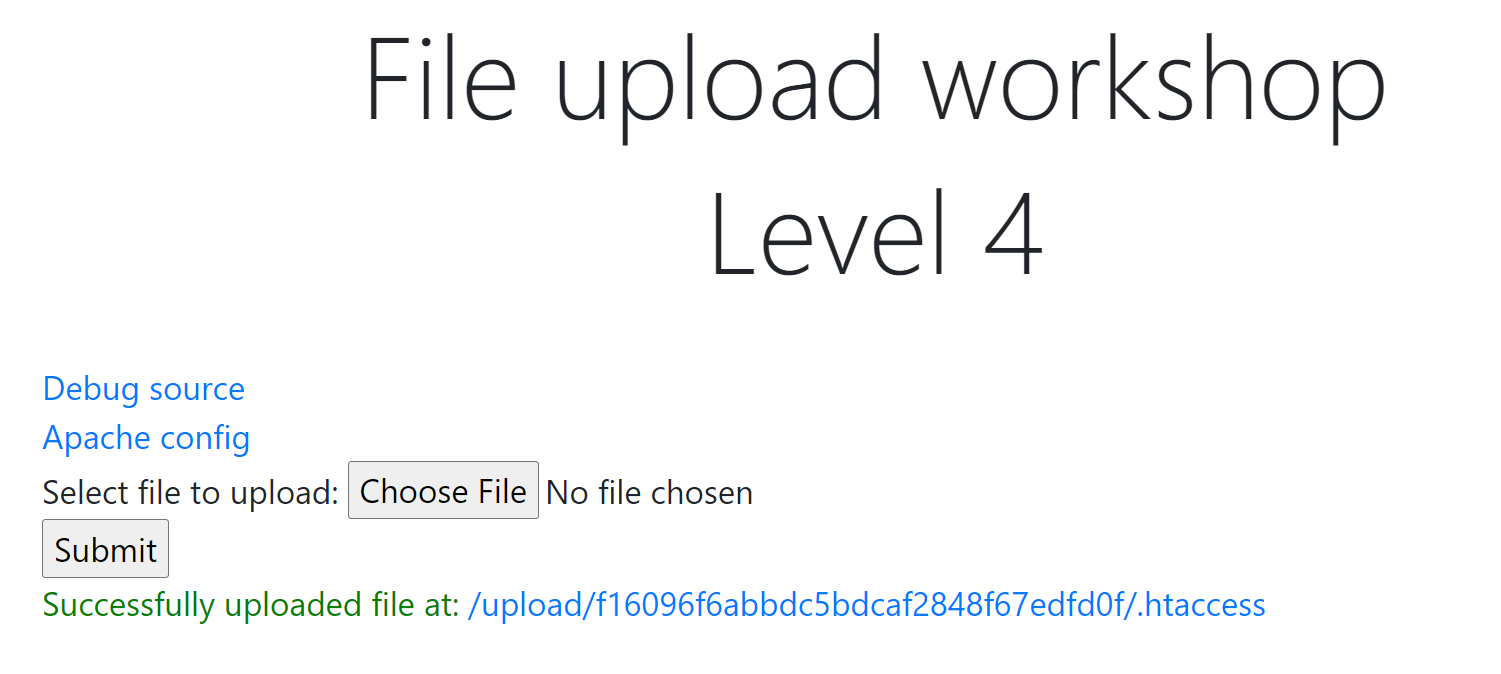 File upload workshop
Level 4
Debug source
Apache config
Select file to upload: Choose File No file chosen
Submit
Successfully uploaded file at: /upload/f16096f6abbdc5bdcaf2848f67edfd0f/.htaccess